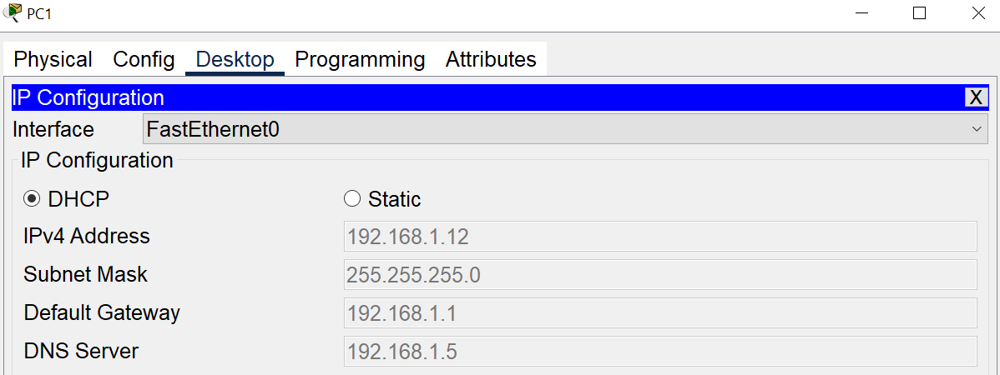 PC1
Physical Config Desktop Programming Attributes
IP Configuration X
Interface FastEthernet0
IP Configuration
DHCP Static
IPv4 Address 192.168.1.12
Subnet Mask 255.255.255.0
Default Gateway 192.168.1.1
DNS Server 192.168.1.5